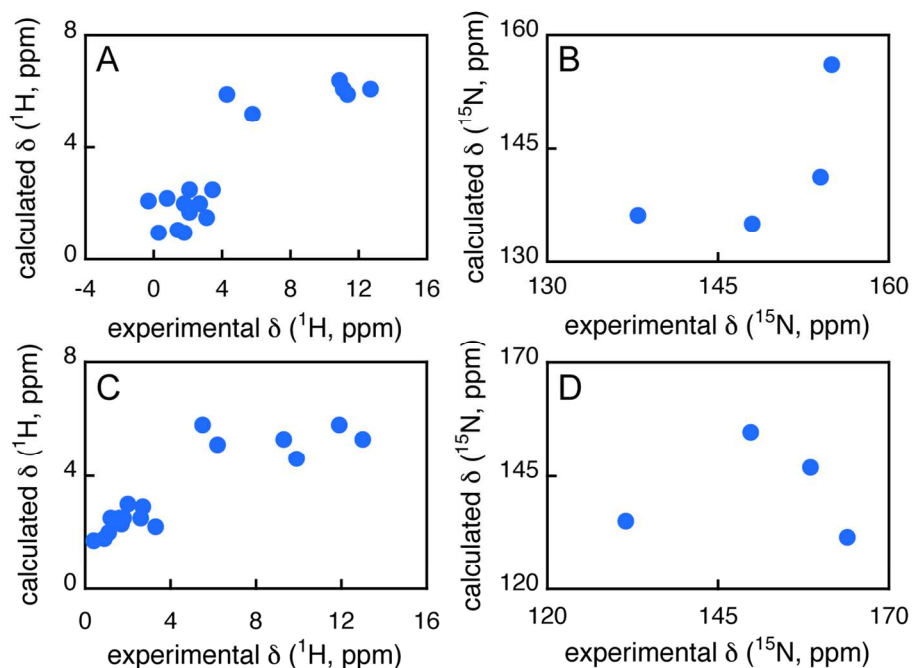 A
8
4
0
-4 0 4 8 12 16
calculated δ (¹H, ppm)
experimental δ (¹H, ppm)
B
160
145
130
130 145 160
calculated δ (¹⁵N, ppm)
experimental δ (¹⁵N, ppm)
C
8
4
0
0 4 8 12 16
calculated δ (¹H, ppm)
experimental δ (¹H, ppm)
D
170
145
120
120 145 170
calculated δ (¹⁵N, ppm)
experimental δ (¹⁵N, ppm)